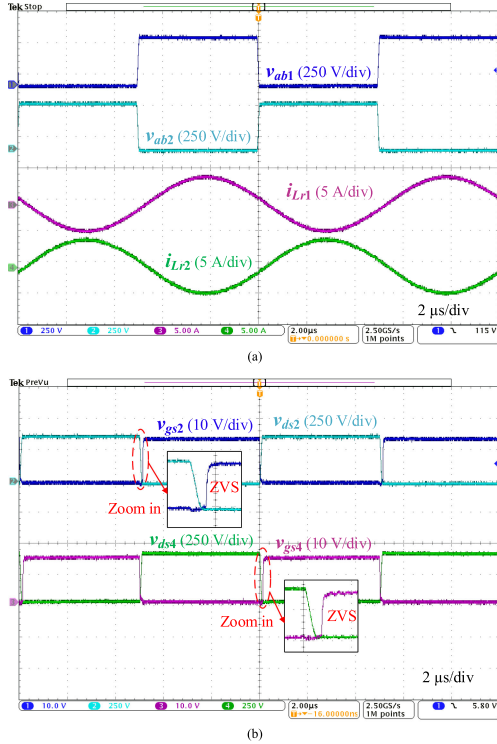 Tek Stop
v_ab1 (250 V/div)
v_ab2 (250 V/div)
i_Lr1 (5 A/div)
i_Lr2 (5 A/div)
2 μs/div
1 250 V 2 250 V 3 5.00 A 4 5.00 A 2.00μs 2.50GS/s 1 115 V
0.000000 s 1M points
(a)
Tek PreVu
v_gs2 (10 V/div) v_ds2 (250 V/div)
Zoom in ZVS
v_ds4 (250 V/div) v_gs4 (10 V/div)
Zoom in ZVS
2 μs/div
1 10.0 V 2 250 V 3 10.0 V 4 250 V 2.00μs 2.50GS/s 1 5.80 V
-16.00000ns 1M points
(b)